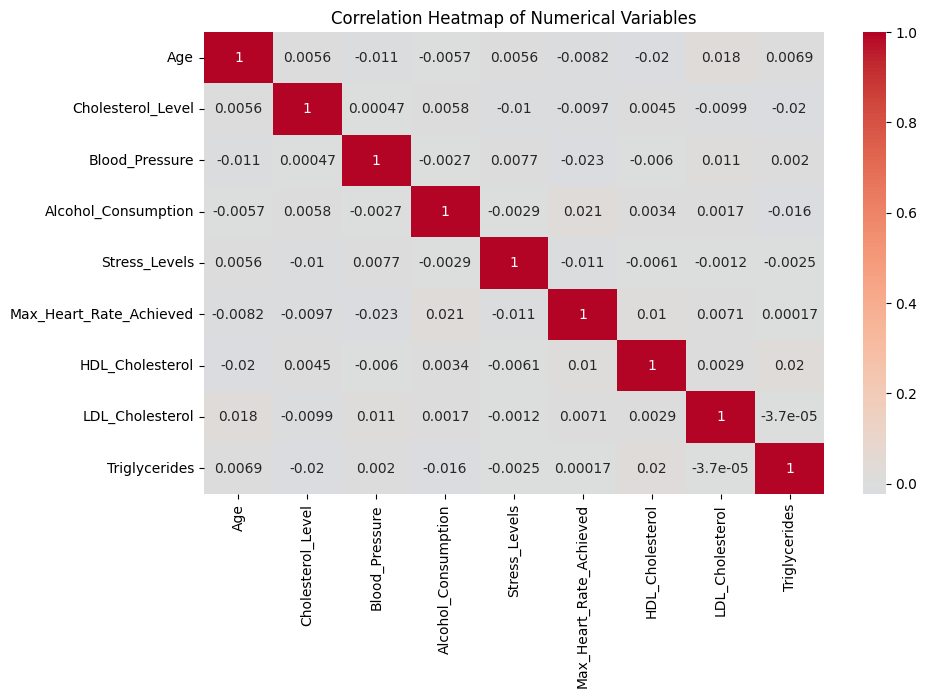 Correlation Heatmap of Numerical Variables
Age 1 0.0056 -0.011 -0.0057 0.0056 -0.0082 -0.02 0.018 0.0069
Cholesterol_Level 0.0056 1 0.00047 0.0058 -0.01 -0.0097 0.0045 -0.0099 -0.02
Blood_Pressure -0.011 0.00047 1 -0.0027 0.0077 -0.023 -0.006 0.011 0.002
Alcohol_Consumption -0.0057 0.0058 -0.0027 1 -0.0029 0.021 0.0034 0.0017 -0.016
Stress_Levels 0.0056 -0.01 0.0077 -0.0029 1 -0.011 -0.0061 -0.0012 -0.0025
Max_Heart_Rate_Achieved -0.0082 -0.0097 -0.023 0.021 -0.011 1 0.01 0.0071 0.00017
HDL_Cholesterol -0.02 0.0045 -0.006 0.0034 -0.0061 0.01 1 0.0029 0.02
LDL_Cholesterol 0.018 -0.0099 0.011 0.0017 -0.0012 0.0071 0.0029 1 -3.7e-05
Triglycerides 0.0069 -0.02 0.002 -0.016 -0.0025 0.00017 0.02 -3.7e-05 1
Age
Cholesterol_Level
Blood_Pressure
Alcohol_Consumption
Stress_Levels
Max_Heart_Rate_Achieved
HDL_Cholesterol
LDL_Cholesterol
Triglycerides
1.0
0.8
0.6
0.4
0.2
0.0